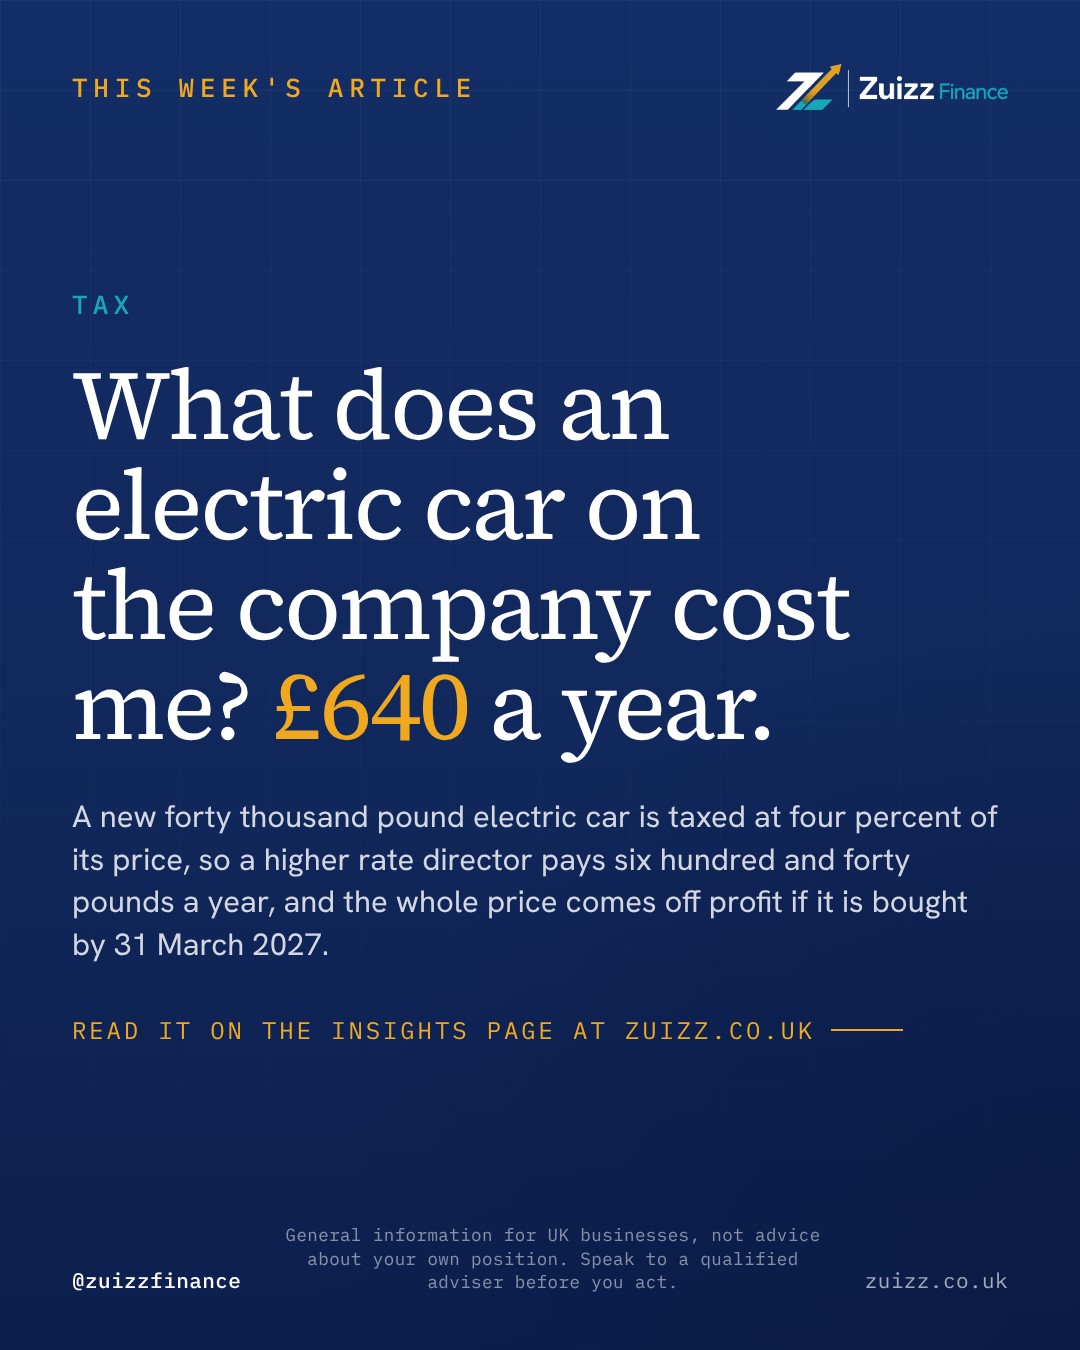 THIS WEEK'S ARTICLE
Zuizz Finance
TAX
What does an
electric car on
the company cost
me? £640 a year.
A new forty thousand pound electric car is taxed at four percent of
its price, so a higher rate director pays six hundred and forty
pounds a year, and the whole price comes off profit if it is bought
by 31 March 2027.
READ IT ON THE INSIGHTS PAGE AT ZUIZZ.CO.UK
General information for UK businesses, not advice
about your own position. Speak to a qualified
adviser before you act.
@zuizzfinance
zuizz.co.uk